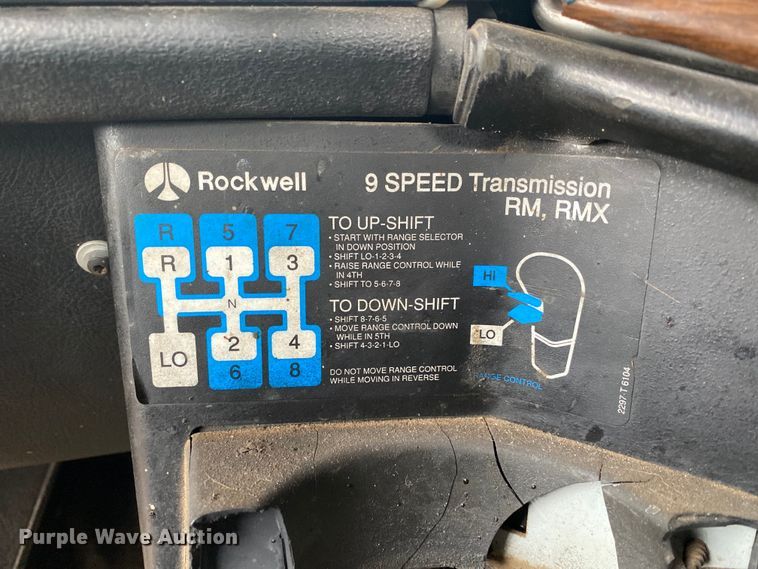 Rockwell
9 SPEED Transmission
RM, RMX
R 5 7
R 1 3
N
LO 2 4
6 8
TO UP-SHIFT
• START WITH RANGE SELECTOR
IN DOWN POSITION
• SHIFT LO-1-2-3-4
• RAISE RANGE CONTROL WHILE
IN 4TH
• SHIFT TO 5-6-7-8
TO DOWN-SHIFT
• SHIFT 8-7-6-5
• MOVE RANGE CONTROL DOWN
WHILE IN 5TH
• SHIFT 4-3-2-1-LO
DO NOT MOVE RANGE CONTROL
WHILE MOVING IN REVERSE
HI
LO
RANGE CONTROL
2297-T 6104
Purple Wave Auction